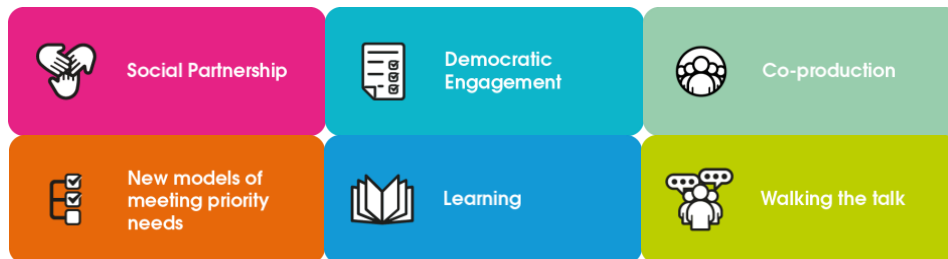 Social Partnership
Democratic
Engagement
Co-production
New models of
meeting priority
needs
Learning
Walking the talk